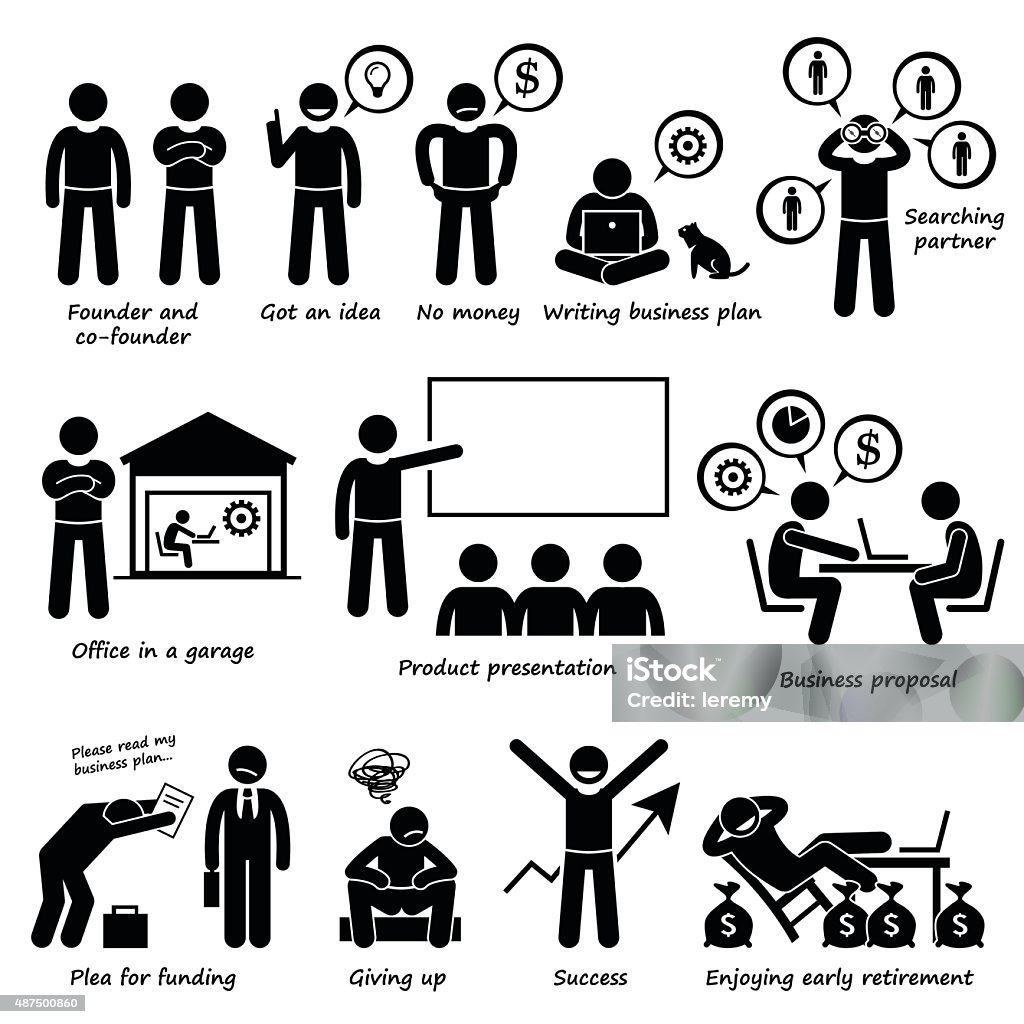 $
Founder and
co-founder
Got an idea
No money
Writing business plan
Searching
partner
$
Office in a garage
Product presentation
iStock™
Credit: leremy
Business proposal
Please read my
business plan...
$
$
$
$
Plea for funding
Giving up
Success
Enjoying early retirement
487500860